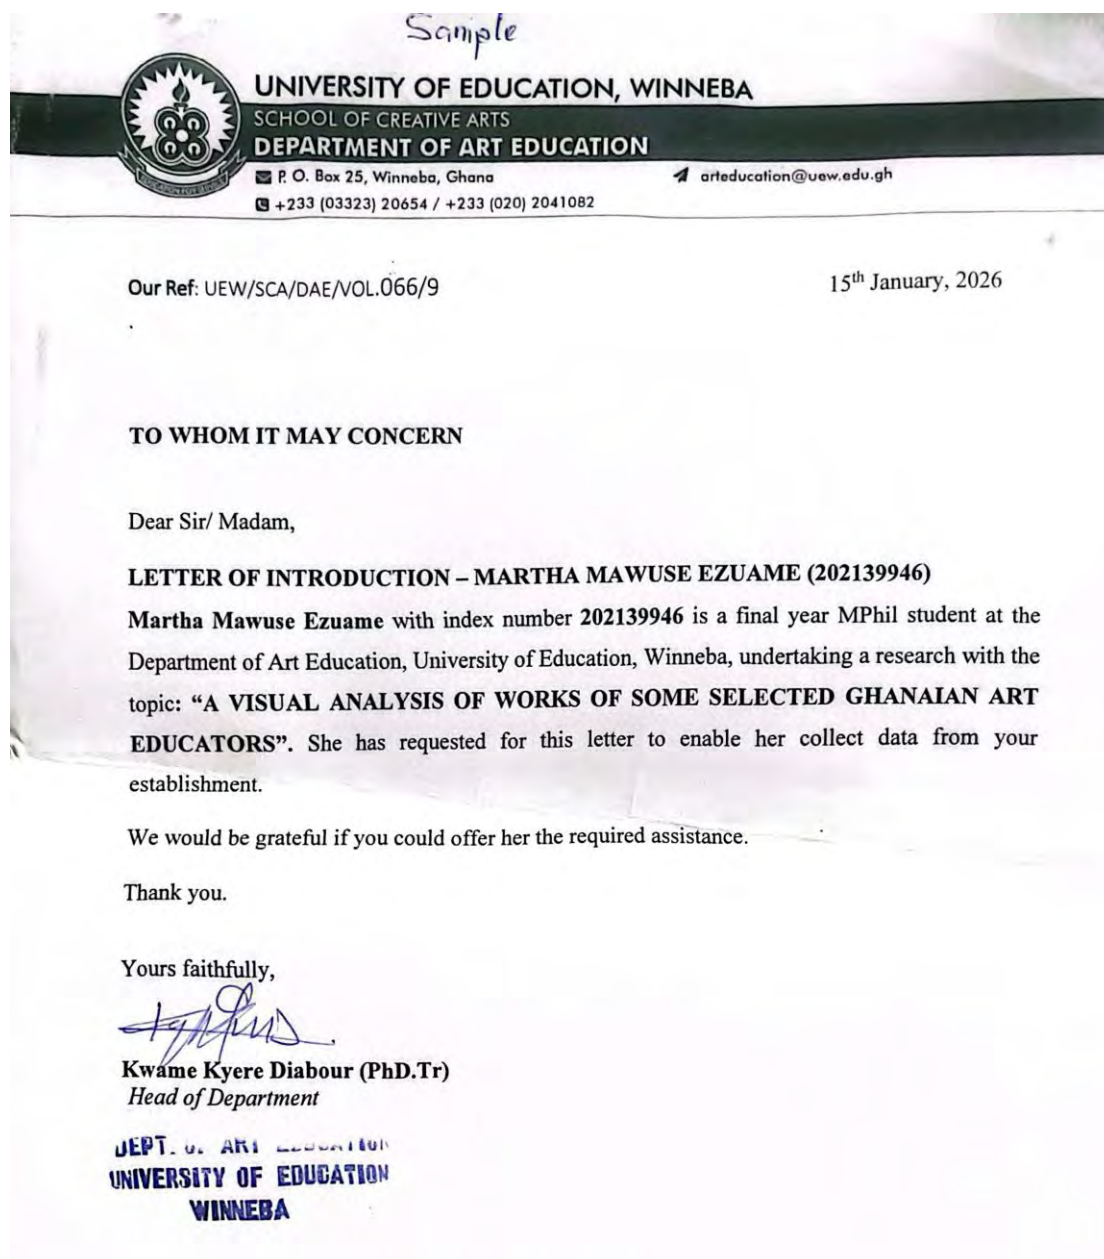 Sample
UNIVERSITY OF EDUCATION, WINNEBA
SCHOOL OF CREATIVE ARTS
DEPARTMENT OF ART EDUCATION
P. O. Box 25, Winneba, Ghana
arteducation@uew.edu.gh
+233 (03323) 20654 / +233 (020) 2041082
Our Ref: UEW/SCA/DAE/VOL.066/9
15th January, 2026
TO WHOM IT MAY CONCERN
Dear Sir/ Madam,
LETTER OF INTRODUCTION – MARTHA MAWUSE EZUAME (202139946)
Martha Mawuse Ezuame with index number 202139946 is a final year MPhil student at the
Department of Art Education, University of Education, Winneba, undertaking a research with the
topic: “A VISUAL ANALYSIS OF WORKS OF SOME SELECTED GHANAIAN ART
EDUCATORS”. She has requested for this letter to enable her collect data from your
establishment.
We would be grateful if you could offer her the required assistance.
Thank you.
Yours faithfully,
Kwame Kyere Diabour (PhD.Tr)
Head of Department
DEPT. ART
UNIVERSITY OF EDUCATION
WINNEBA